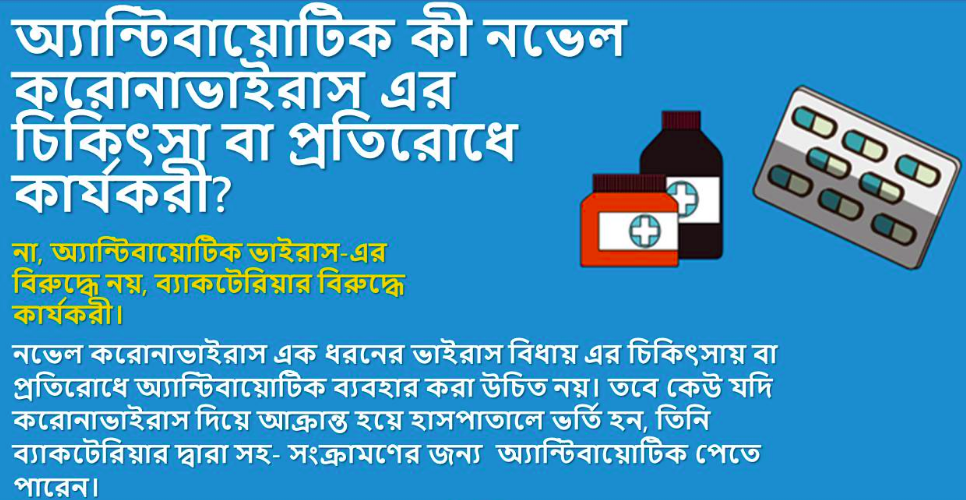 অ্যান্টিবায়োটিক কী নভেল
করোনাভাইরাস এর
চিকিৎসা বা প্রতিরোধে
কার্যকরী?
না, অ্যান্টিবায়োটিক ভাইরাস-এর
বিরুদ্ধে নয়, ব্যাকটেরিয়ার বিরুদ্ধে
কার্যকরী।
নভেল করোনাভাইরাস এক ধরনের ভাইরাস বিধায় এর চিকিৎসায় বা
প্রতিরোধে অ্যান্টিবায়োটিক ব্যবহার করা উচিত নয়। তবে কেউ যদি
করোনাভাইরাস দিয়ে আক্রান্ত হয়ে হাসপাতালে ভর্তি হন, তিনি
ব্যাকটেরিয়ার দ্বারা সহ- সংক্রামণের জন্য অ্যান্টিবায়োটিক পেতে
পারেন।